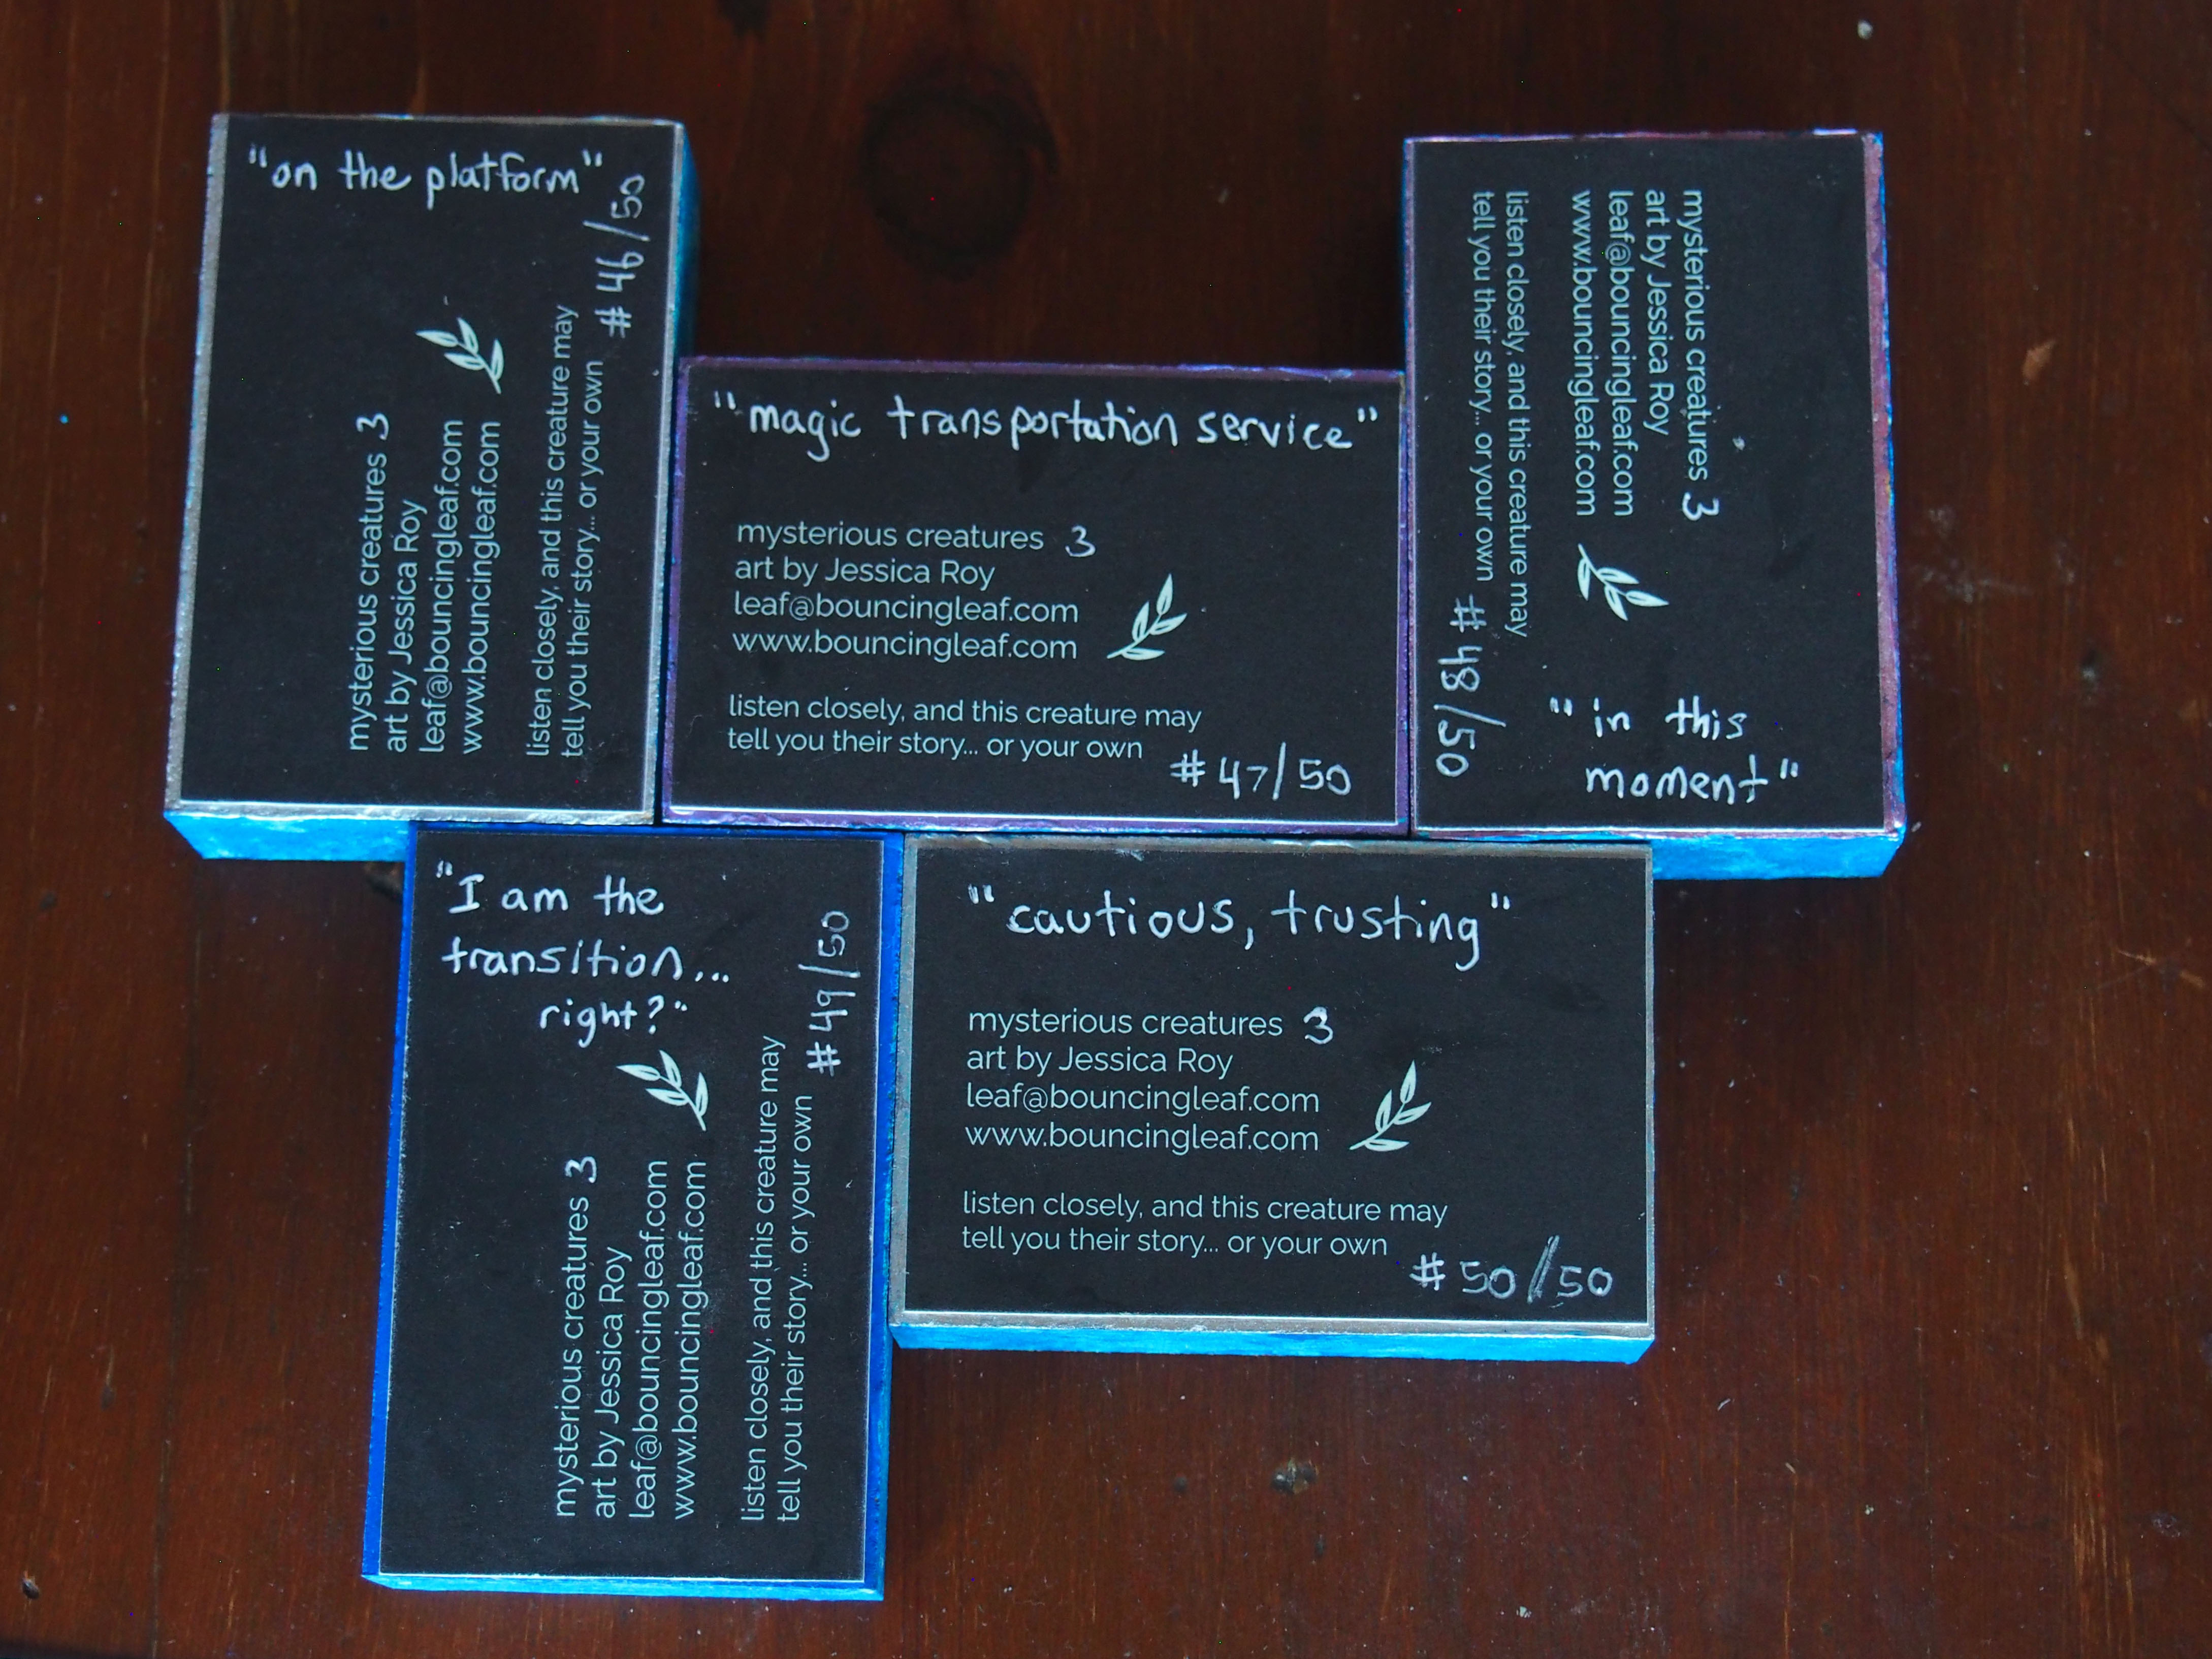 "on the platform"
mysterious creatures 3
art by Jessica Roy
leaf@bouncingleaf.com
www.bouncingleaf.com
listen closely, and this creature may
tell you their story... or your own
#46/50
"magic transportation service"
mysterious creatures 3
art by Jessica Roy
leaf@bouncingleaf.com
www.bouncingleaf.com
listen closely, and this creature may
tell you their story... or your own
#47/50
"in this
moment"
mysterious creatures 3
art by Jessica Roy
leaf@bouncingleaf.com
www.bouncingleaf.com
listen closely, and this creature may
tell you their story... or your own
#48/50
"I am the
transition...
right?"
mysterious creatures 3
art by Jessica Roy
leaf@bouncingleaf.com
www.bouncingleaf.com
listen closely, and this creature may
tell you their story... or your own
#49/50
"cautious, trusting"
mysterious creatures 3
art by Jessica Roy
leaf@bouncingleaf.com
www.bouncingleaf.com
listen closely, and this creature may
tell you their story... or your own
#50/50